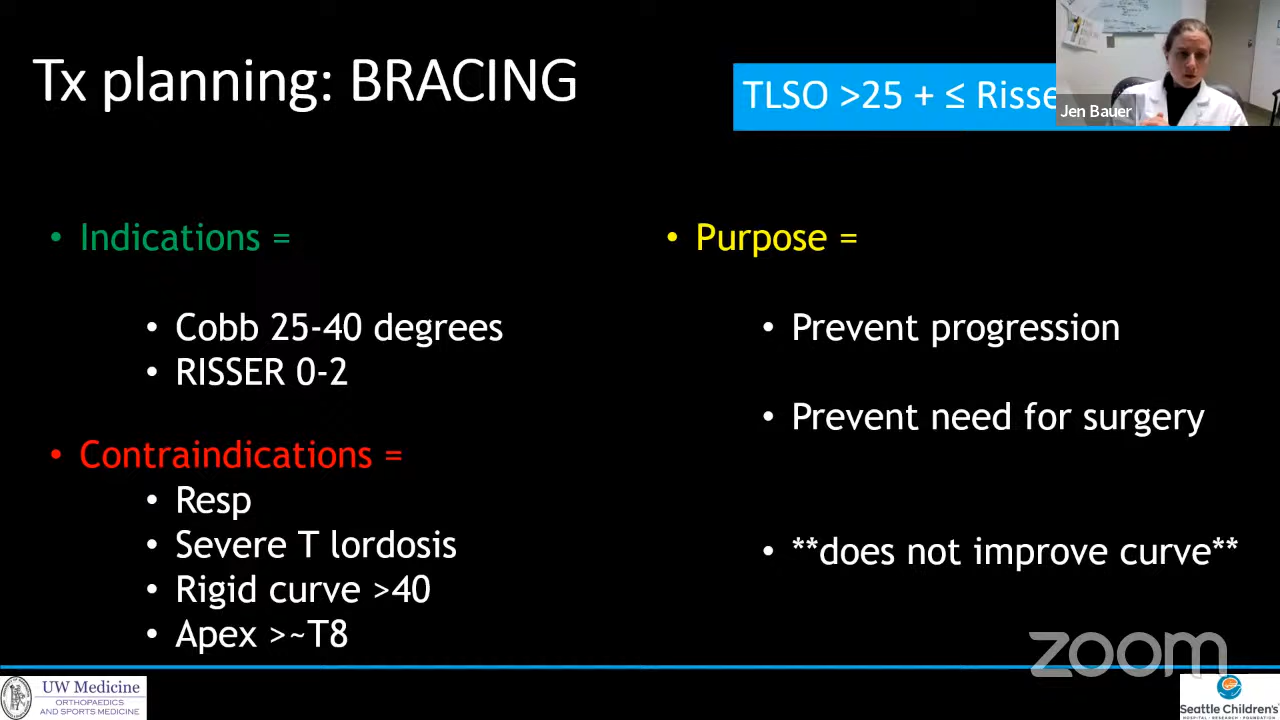 Tx planning: BRACING
TLSO >25 + ≤ Risse
Jen Bauer
• Indications =
• Cobb 25-40 degrees
• RISSER 0-2
• Contraindications =
• Resp
• Severe T lordosis
• Rigid curve >40
• Apex >~T8
• Purpose =
• Prevent progression
• Prevent need for surgery
• **does not improve curve**
zoom
UW Medicine
ORTHOPAEDICS
AND SPORTS MEDICINE
Seattle Children's
HOSPITAL • RESEARCH • FOUNDATION